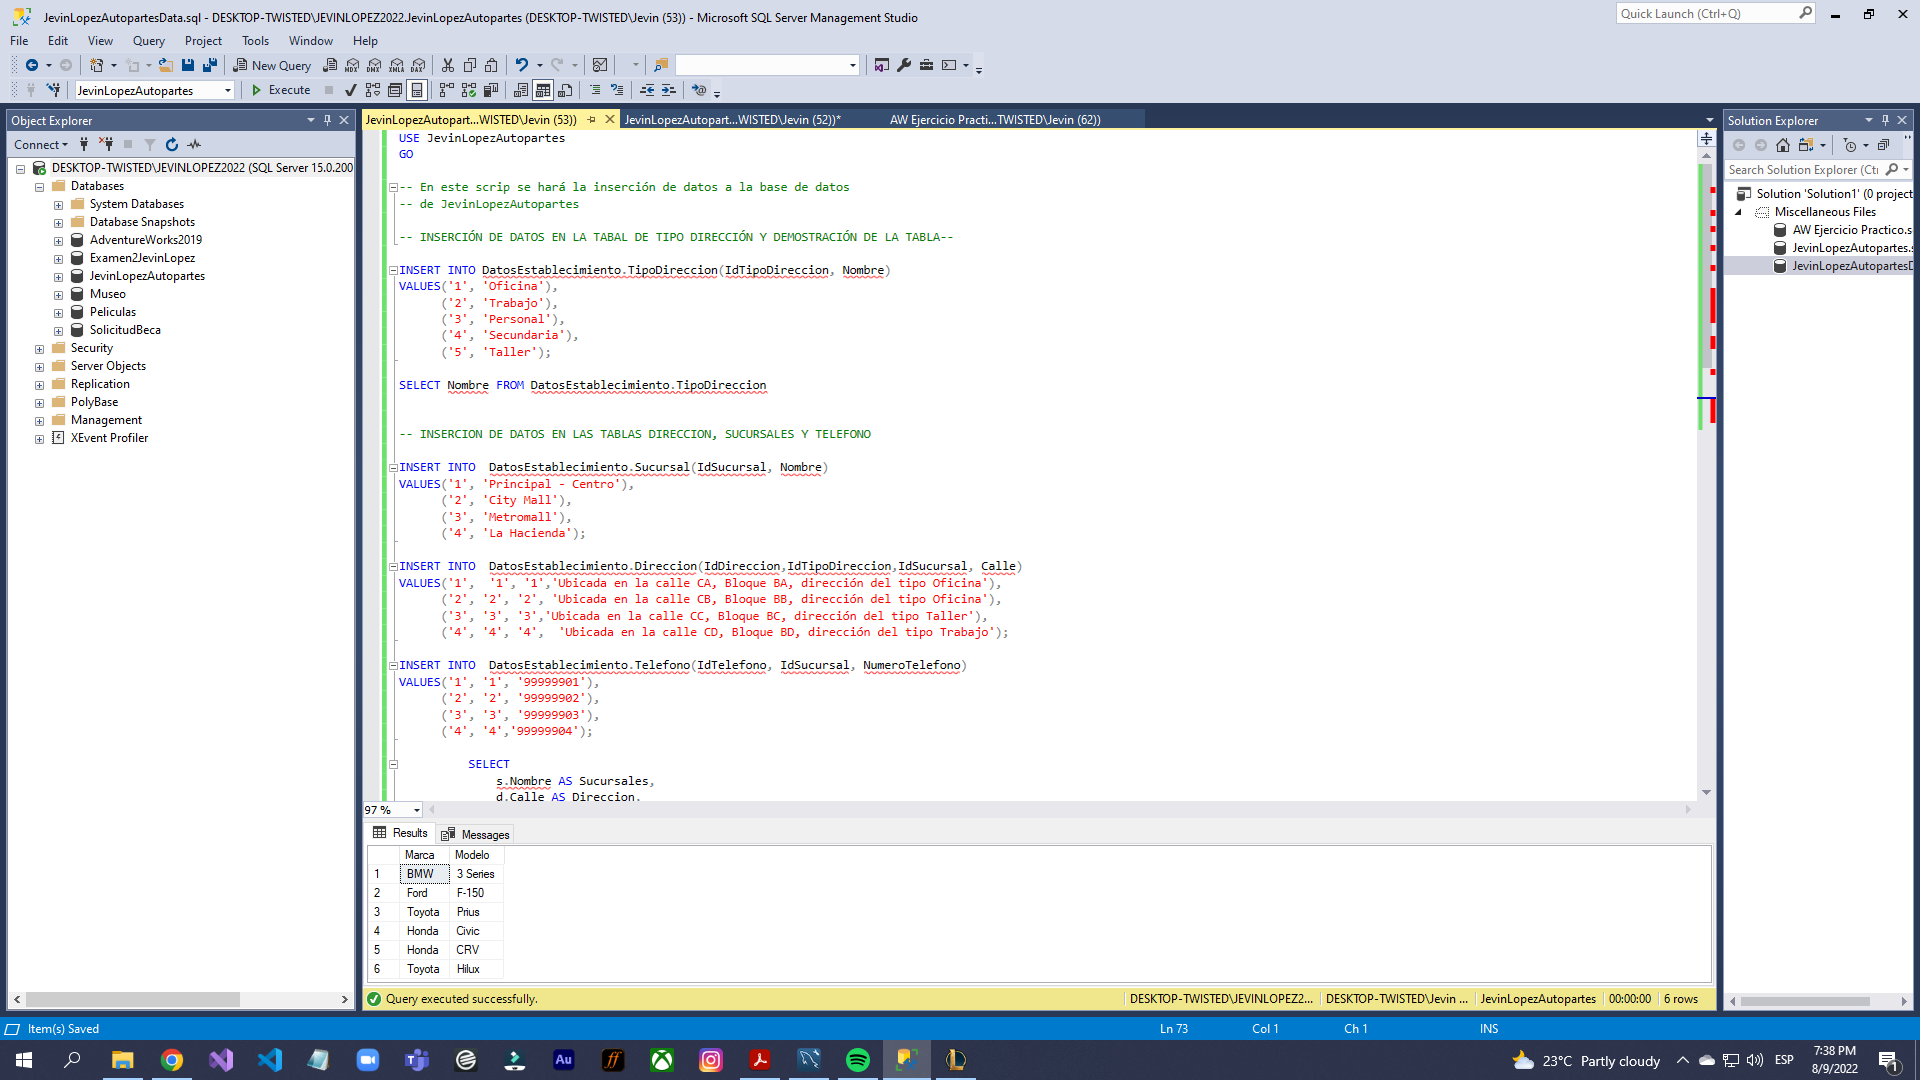 JevinLopezAutopartesData.sql - DESKTOP-TWISTED\JEVINLOPEZ2022.JevinLopezAutopartes (DESKTOP-TWISTED\Jevin (53)) - Microsoft SQL Server Management Studio
Quick Launch (Ctrl+Q)
File Edit View Query Project Tools Window Help
New Query
MDX DMX XMLA DAX
JevinLopezAutopartes
Execute
Object Explorer
Connect
DESKTOP-TWISTED\JEVINLOPEZ2022 (SQL Server 15.0.200
Databases
System Databases
Database Snapshots
AdventureWorks2019
Examen2JevinLopez
JevinLopezAutopartes
Museo
Peliculas
SolicitudBeca
Security
Server Objects
Replication
PolyBase
Management
XEvent Profiler
JevinLopezAutopart...WISTED\Jevin (53))
JevinLopezAutopart...WISTED\Jevin (52))*
AW Ejercicio Practi...TWISTED\Jevin (62))
USE JevinLopezAutopartes
GO
-- En este scrip se hará la inserción de datos a la base de datos
-- de JevinLopezAutopartes
-- INSERCIÓN DE DATOS EN LA TABAL DE TIPO DIRECCIÓN Y DEMOSTRACIÓN DE LA TABLA--
INSERT INTO DatosEstablecimiento.TipoDireccion(IdTipoDireccion, Nombre)
VALUES('1', 'Oficina'),
('2', 'Trabajo'),
('3', 'Personal'),
('4', 'Secundaria'),
('5', 'Taller');
SELECT Nombre FROM DatosEstablecimiento.TipoDireccion
-- INSERCION DE DATOS EN LAS TABLAS DIRECCION, SUCURSALES Y TELEFONO
INSERT INTO  DatosEstablecimiento.Sucursal(IdSucursal, Nombre)
VALUES('1', 'Principal - Centro'),
('2', 'City Mall'),
('3', 'Metromall'),
('4', 'La Hacienda');
INSERT INTO  DatosEstablecimiento.Direccion(IdDireccion,IdTipoDireccion,IdSucursal, Calle)
VALUES('1',  '1', '1','Ubicada en la calle CA, Bloque BA, dirección del tipo Oficina'),
('2', '2', '2', 'Ubicada en la calle CB, Bloque BB, dirección del tipo Oficina'),
('3', '3', '3','Ubicada en la calle CC, Bloque BC, dirección del tipo Taller'),
('4', '4', '4',  'Ubicada en la calle CD, Bloque BD, dirección del tipo Trabajo');
INSERT INTO  DatosEstablecimiento.Telefono(IdTelefono, IdSucursal, NumeroTelefono)
VALUES('1', '1', '99999901'),
('2', '2', '99999902'),
('3', '3', '99999903'),
('4', '4','99999904');
SELECT
s.Nombre AS Sucursales,
d.Calle AS Direccion,
97 %
Results Messages
Marca Modelo
1 BMW 3 Series
2 Ford F-150
3 Toyota Prius
4 Honda Civic
5 Honda CRV
6 Toyota Hilux
Query executed successfully.
DESKTOP-TWISTED\JEVINLOPEZ2... DESKTOP-TWISTED\Jevin ... JevinLopezAutopartes 00:00:00 6 rows
Solution Explorer
Search Solution Explorer (Ctr
Solution 'Solution1' (0 project
Miscellaneous Files
AW Ejercicio Practico.s
JevinLopezAutopartes.s
JevinLopezAutopartesD
Item(s) Saved
Ln 73 Col 1 Ch 1 INS
Au
ff
23°C Partly cloudy
ESP
7:38 PM
8/9/2022
1